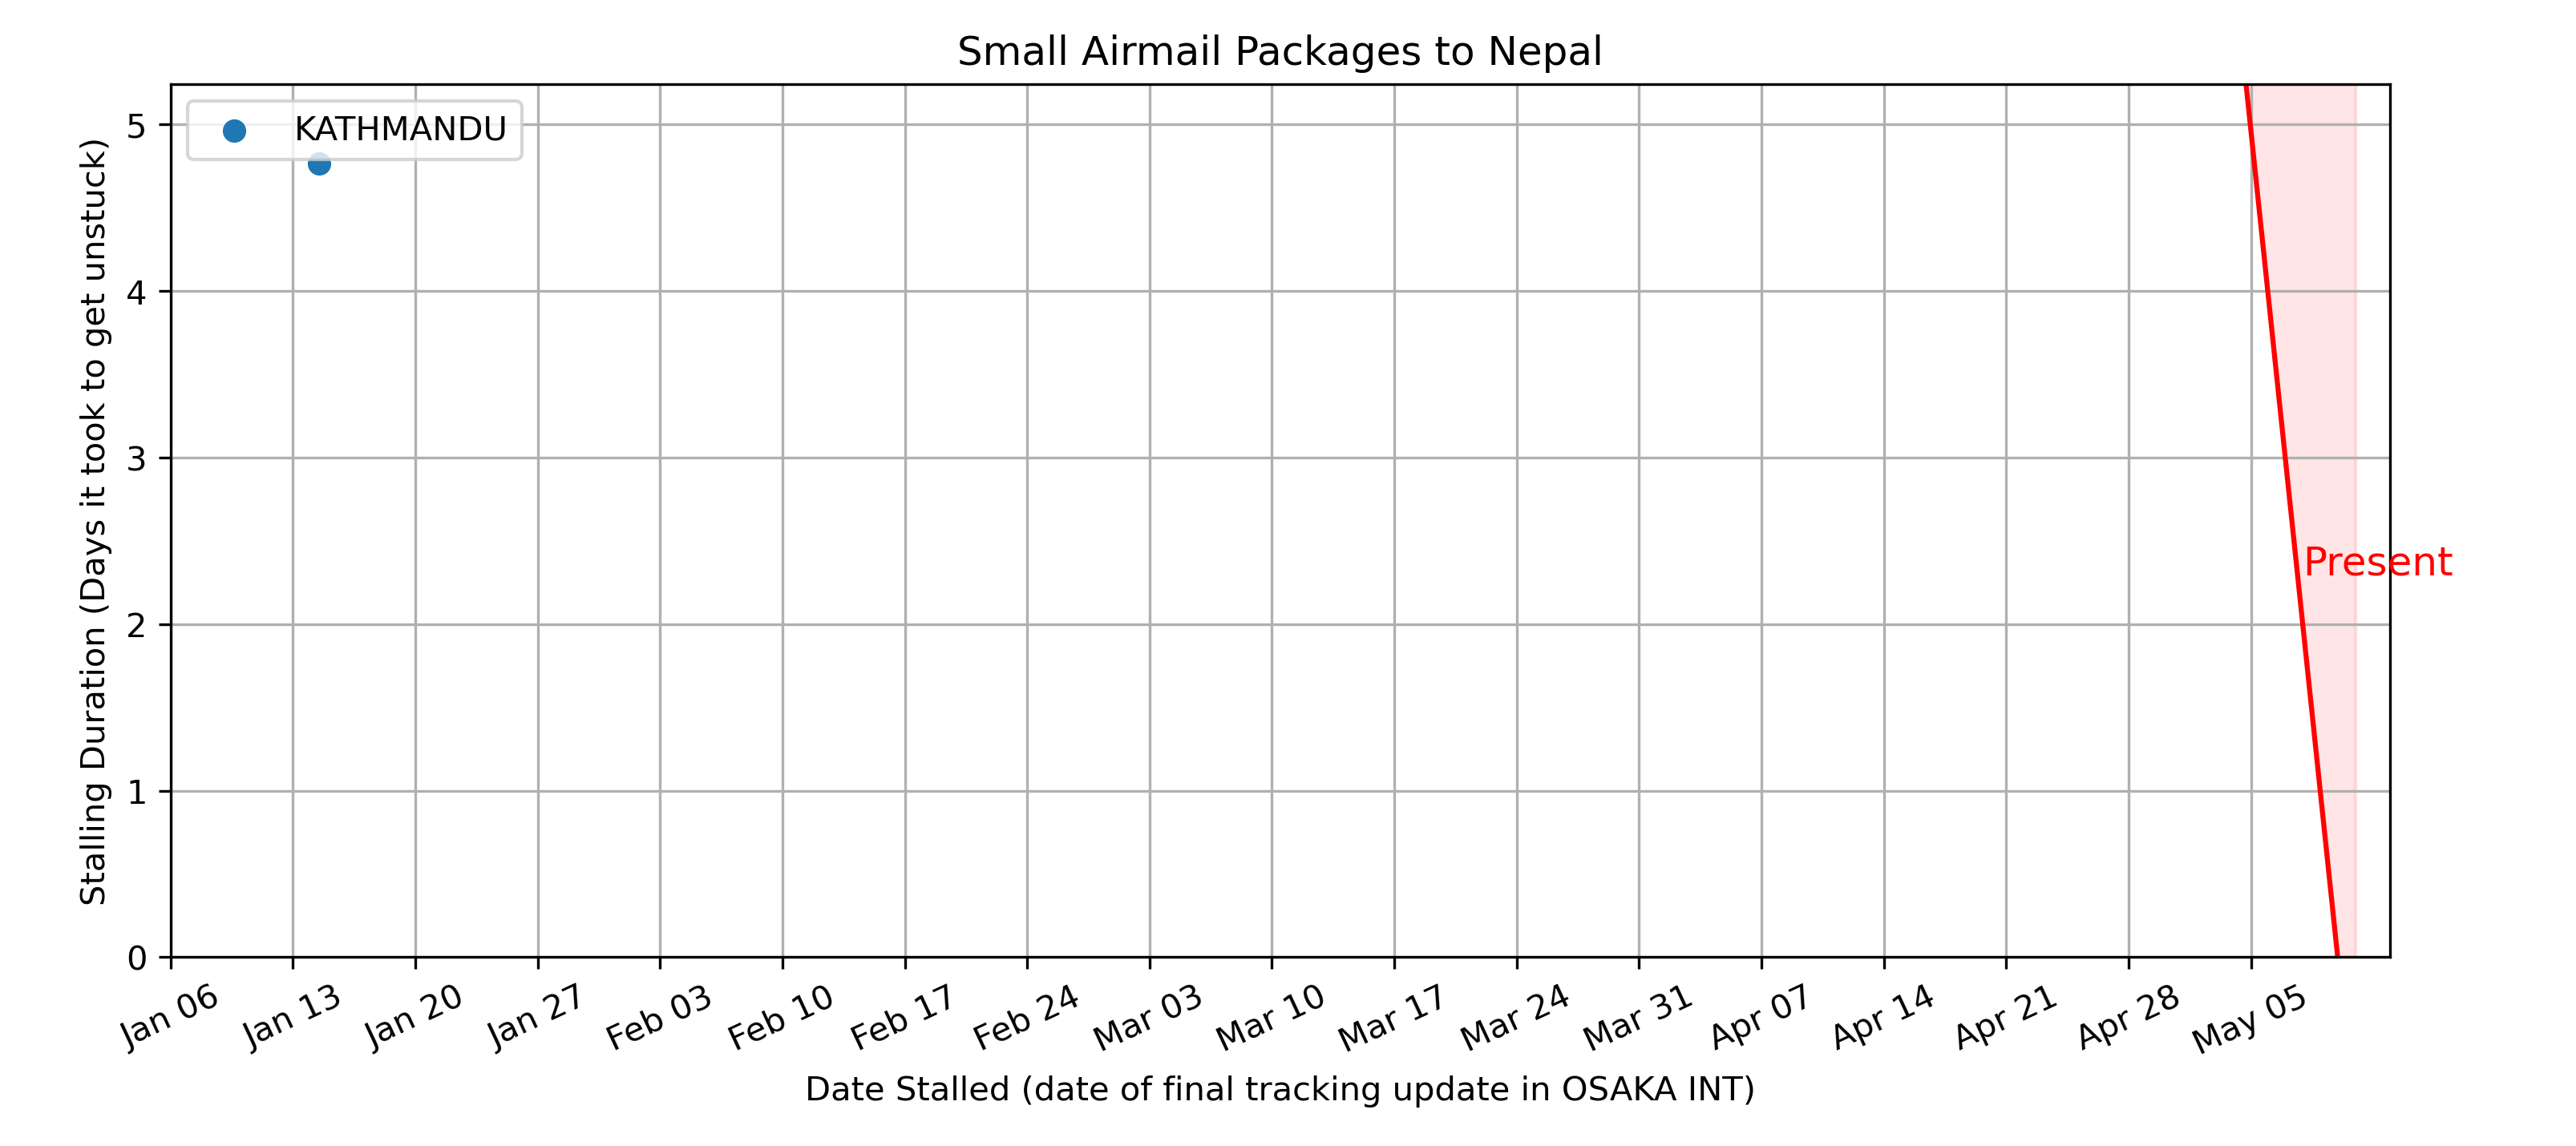 Small Airmail Packages to Nepal
KATHMANDU
Stalling Duration (Days it took to get unstuck)
5
4
3
2
1
0
Present
Jan 06 Jan 13 Jan 20 Jan 27 Feb 03 Feb 10 Feb 17 Feb 24 Mar 03 Mar 10 Mar 17 Mar 24 Mar 31 Apr 07 Apr 14 Apr 21 Apr 28 May 05
Date Stalled (date of final tracking update in OSAKA INT)